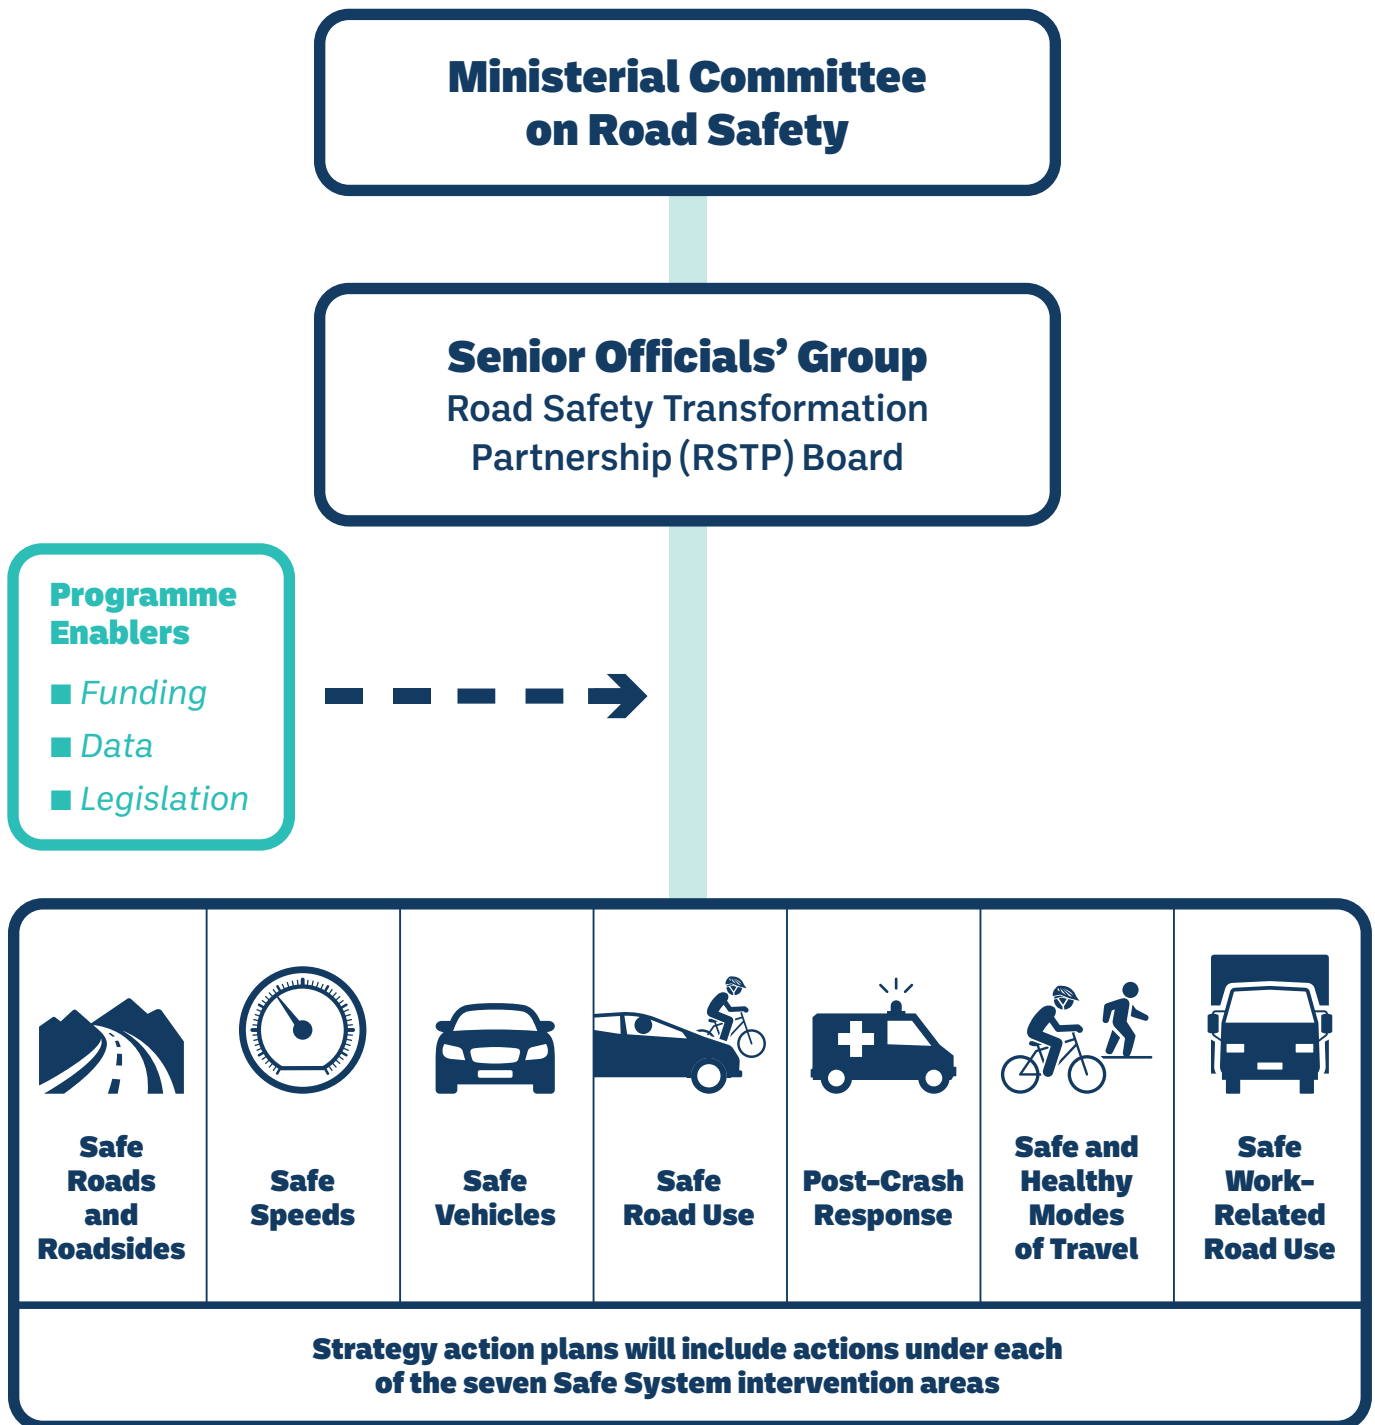 Ministerial Committee
on Road Safety
Senior Officials’ Group
Road Safety Transformation
Partnership (RSTP) Board
Programme
Enablers
Funding
Data
Legislation
Safe
Roads
and
Roadsides
Safe
Speeds
Safe
Vehicles
Safe
Road Use
Post-Crash
Response
Safe and
Healthy
Modes
of Travel
Safe
Work-
Related
Road Use
Strategy action plans will include actions under each
of the seven Safe System intervention areas